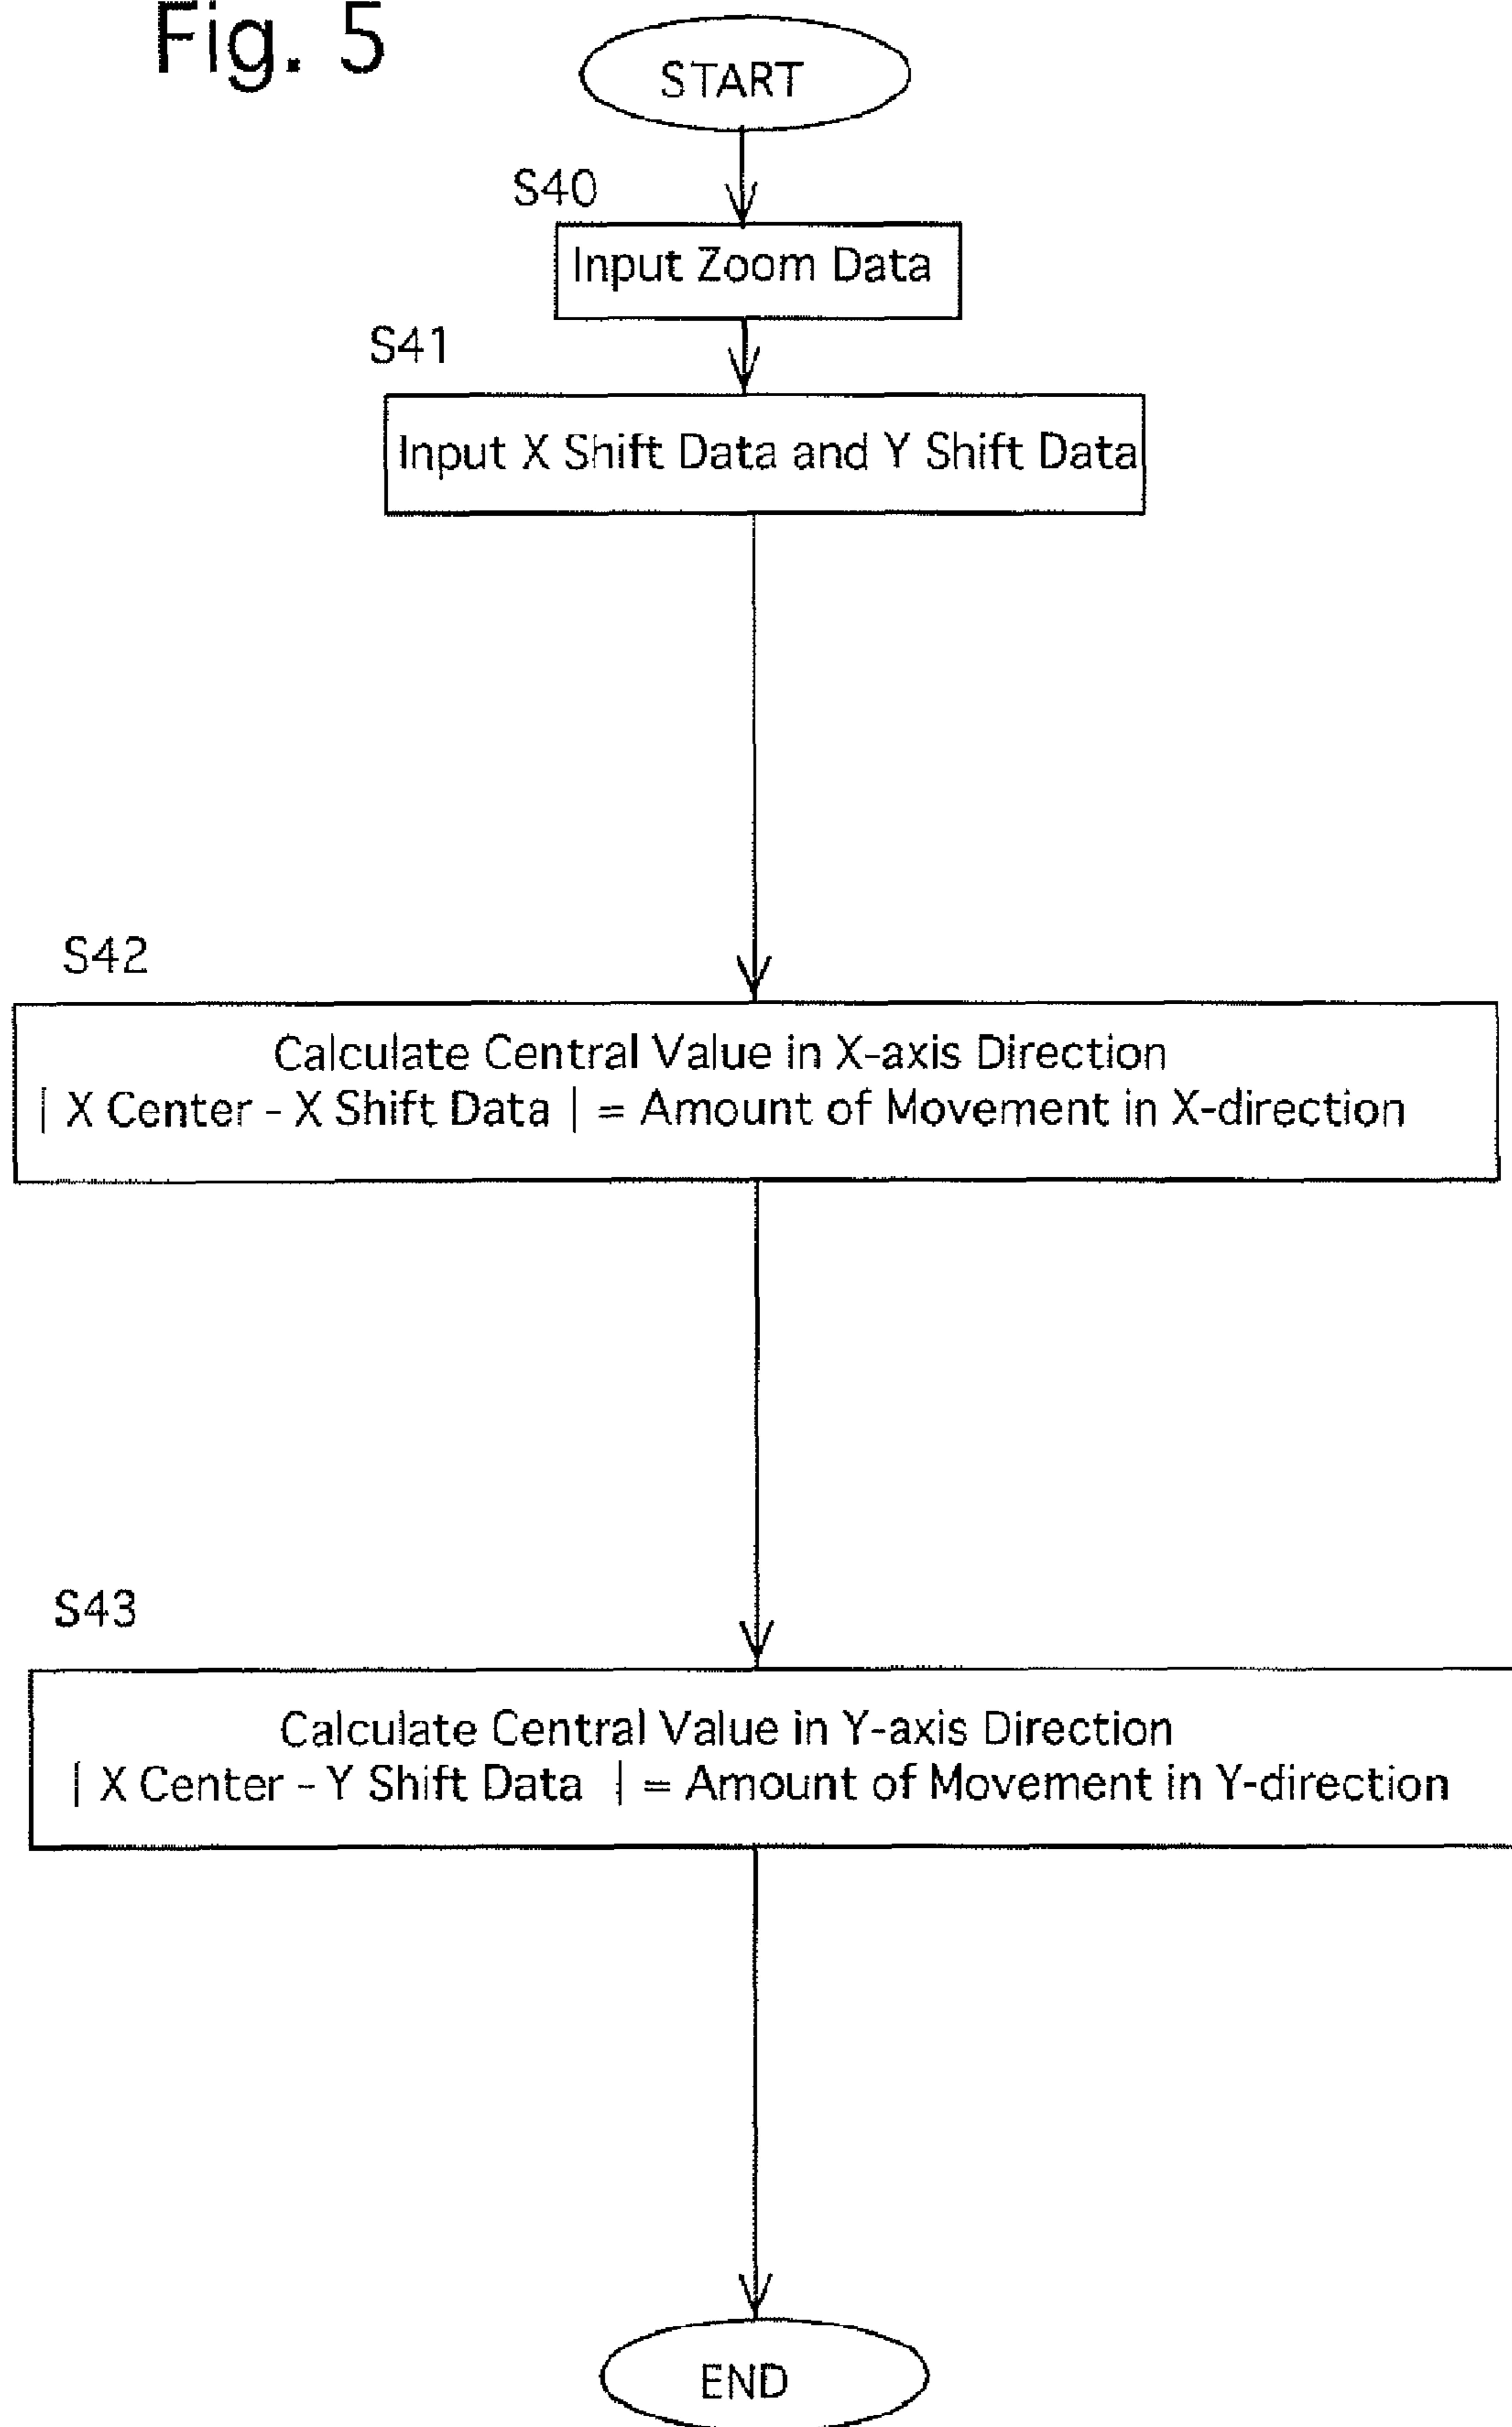 Fig. 5
START
S40
Input Zoom Data
S41
Input X Shift Data and Y Shift Data
S42
Calculate Central Value in X-axis Direction
| X Center - X Shift Data | = Amount of Movement in X-direction
S43
Calculate Central Value in Y-axis Direction
| X Center - Y Shift Data | = Amount of Movement in Y-direction
END